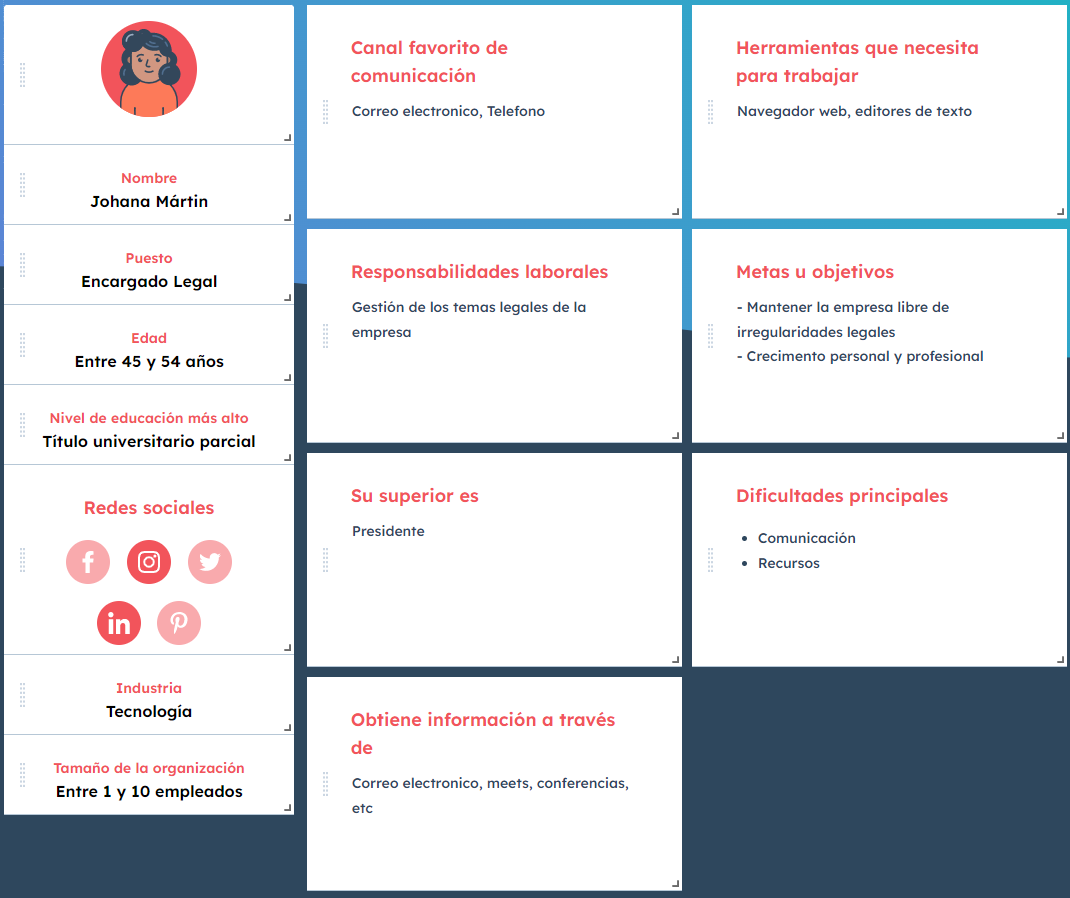 Nombre
Johana Mártin
Puesto
Encargado Legal
Edad
Entre 45 y 54 años
Nivel de educación más alto
Título universitario parcial
Redes sociales
Industria
Tecnología
Tamaño de la organización
Entre 1 y 10 empleados
Canal favorito de
comunicación
Correo electronico, Telefono
Herramientas que necesita
para trabajar
Navegador web, editores de texto
Responsabilidades laborales
Gestión de los temas legales de la
empresa
Metas u objetivos
- Mantener la empresa libre de
irregularidades legales
- Crecimento personal y profesional
Su superior es
Presidente
Dificultades principales
• Comunicación
• Recursos
Obtiene información a través
de
Correo electronico, meets, conferencias,
etc